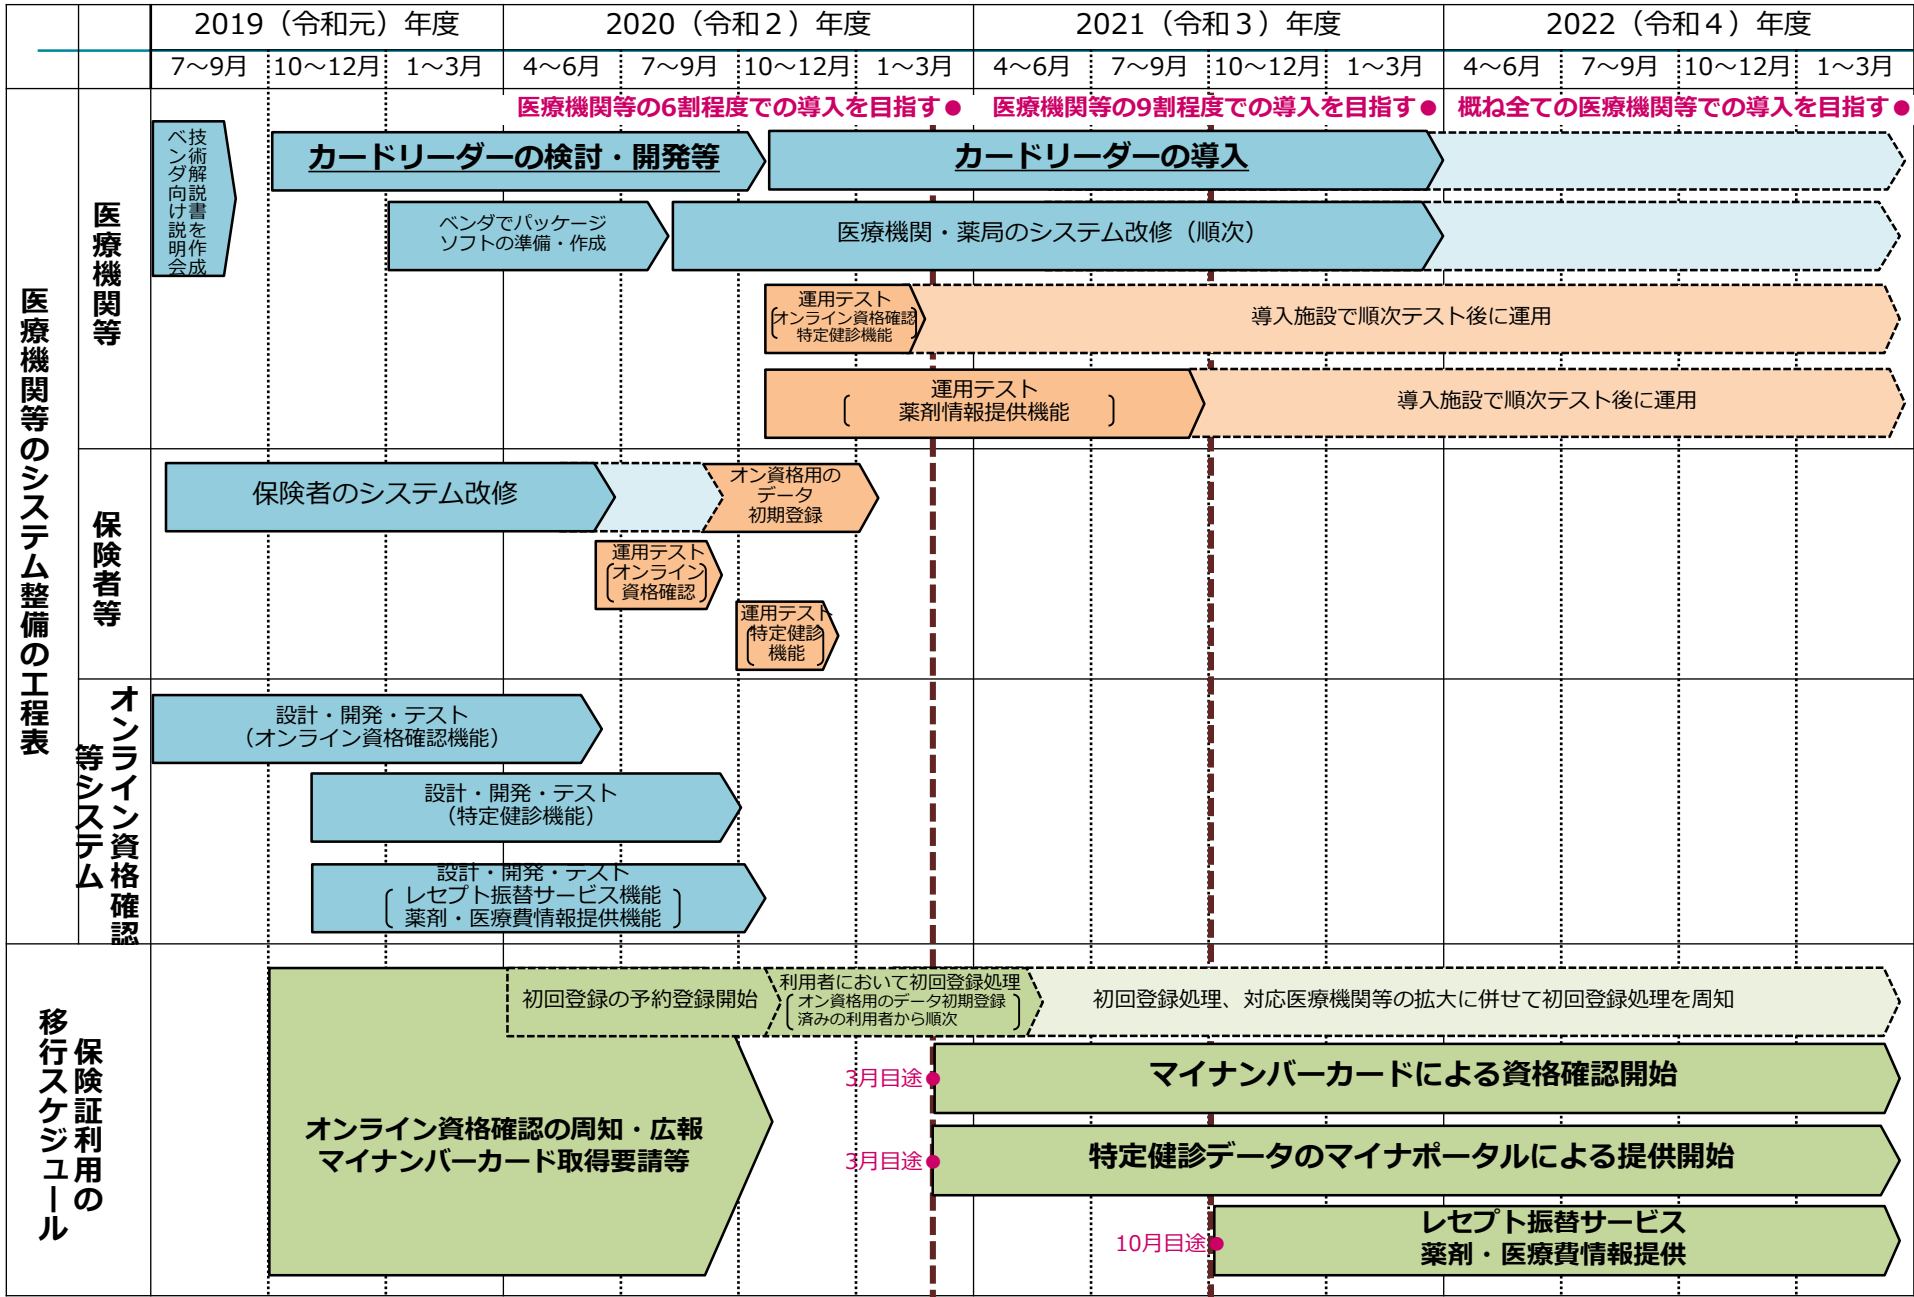 2019（令和元）年度
2020（令和２）年度
2021（令和３）年度
2022（令和４）年度
7～9月
10～12月
1～3月
4～6月
7～9月
10～12月
1～3月
4～6月
7～9月
10～12月
1～3月
4～6月
7～9月
10～12月
1～3月
医療機関等のシステム整備の工程表
医療機関等
医療機関等の6割程度での導入を目指す●
医療機関等の9割程度での導入を目指す●
概ね全ての医療機関等での導入を目指す●
技術解説書を作成
ベンダ向け説明会
カードリーダーの検討・開発等
カードリーダーの導入
ベンダでパッケージ
ソフトの準備・作成
医療機関・薬局のシステム改修（順次）
運用テスト
オンライン資格確認
特定健診機能
導入施設で順次テスト後に運用
運用テスト
薬剤情報提供機能
導入施設で順次テスト後に運用
保険者等
保険者のシステム改修
オン資格用の
データ
初期登録
運用テスト
オンライン
資格確認
運用テスト
特定健診
機能
オンライン資格確認
等システム
設計・開発・テスト
（オンライン資格確認機能）
設計・開発・テスト
（特定健診機能）
設計・開発・テスト
レセプト振替サービス機能
薬剤・医療費情報提供機能
保険証利用の
移行スケジュール
初回登録の予約登録開始
利用者において初回登録処理
オン資格用のデータ初期登録
済みの利用者から順次
初回登録処理、対応医療機関等の拡大に併せて初回登録処理を周知
オンライン資格確認の周知・広報
マイナンバーカード取得要請等
3月目途●
マイナンバーカードによる資格確認開始
3月目途●
特定健診データのマイナポータルによる提供開始
10月目途●
レセプト振替サービス
薬剤・医療費情報提供